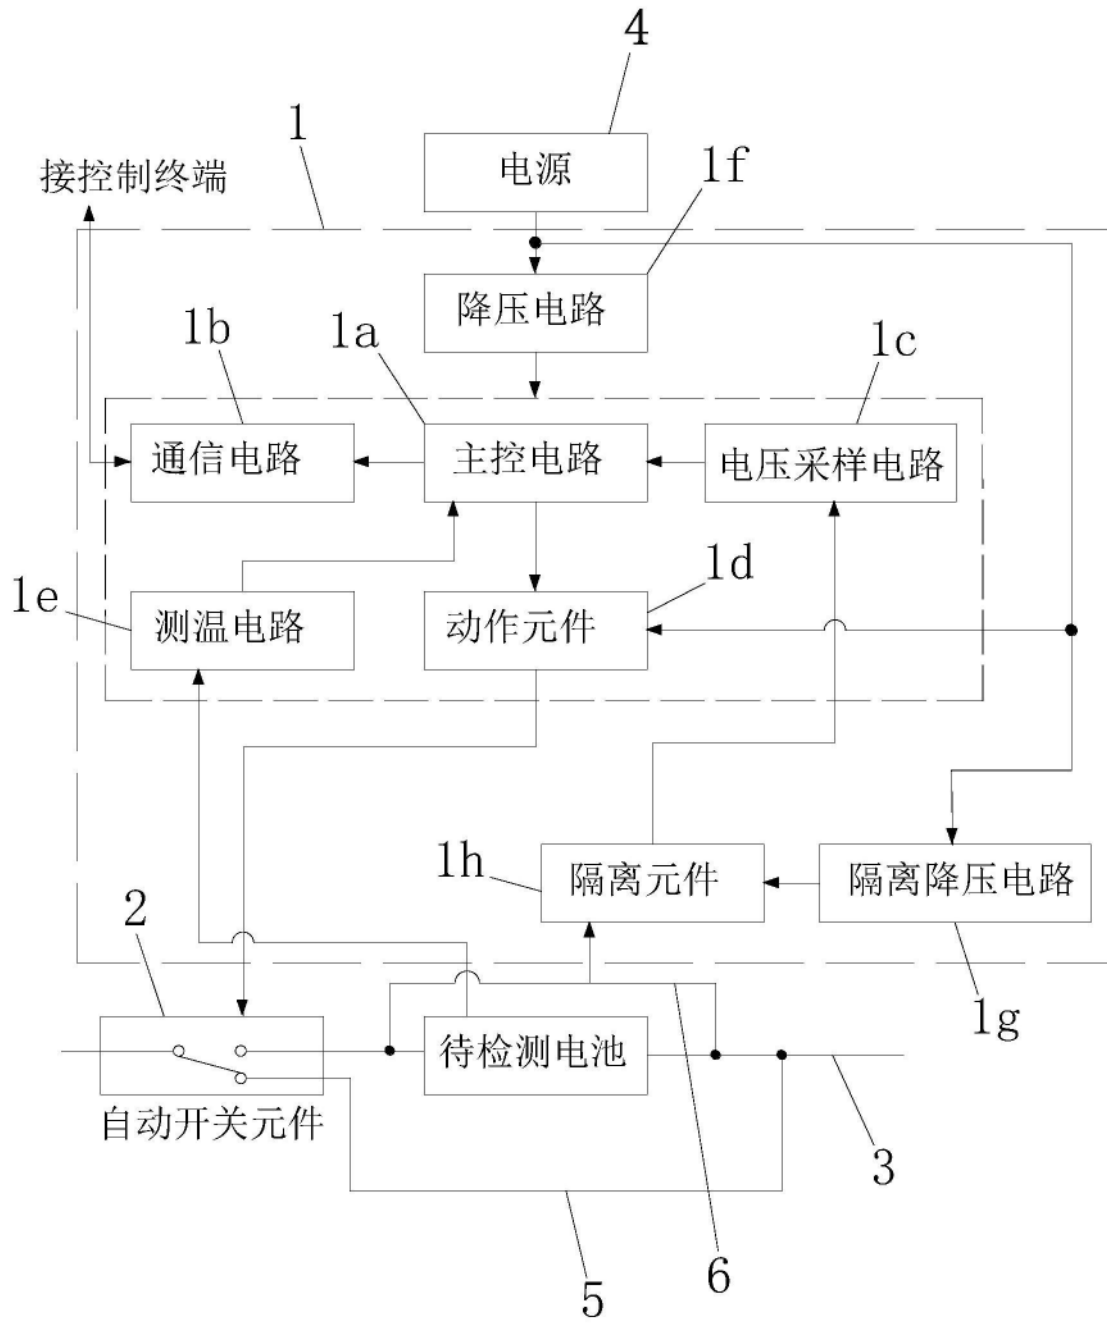 4
1
电源
1f
接控制终端
降压电路
1b
1a
1c
通信电路
主控电路
电压采样电路
1e
测温电路
动作元件
1d
1h
隔离元件
隔离降压电路
2
1g
待检测电池
自动开关元件
3
6
5